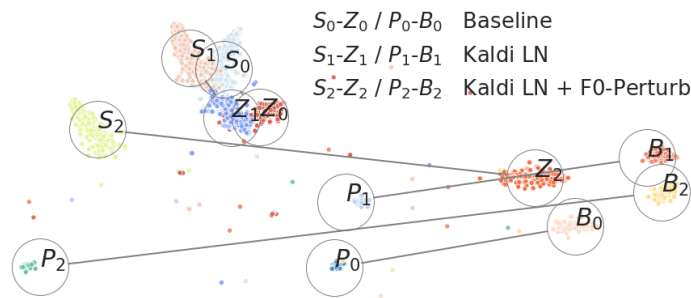 S₀-Z₀ / P₀-B₀ Baseline
S₁-Z₁ / P₁-B₁ Kaldi LN
S₂-Z₂ / P₂-B₂ Kaldi LN + F0-Perturb
S₁
S₀
Z₁
Z₀
S₂
B₁
Z₂
B₂
P₁
B₀
P₂
P₀